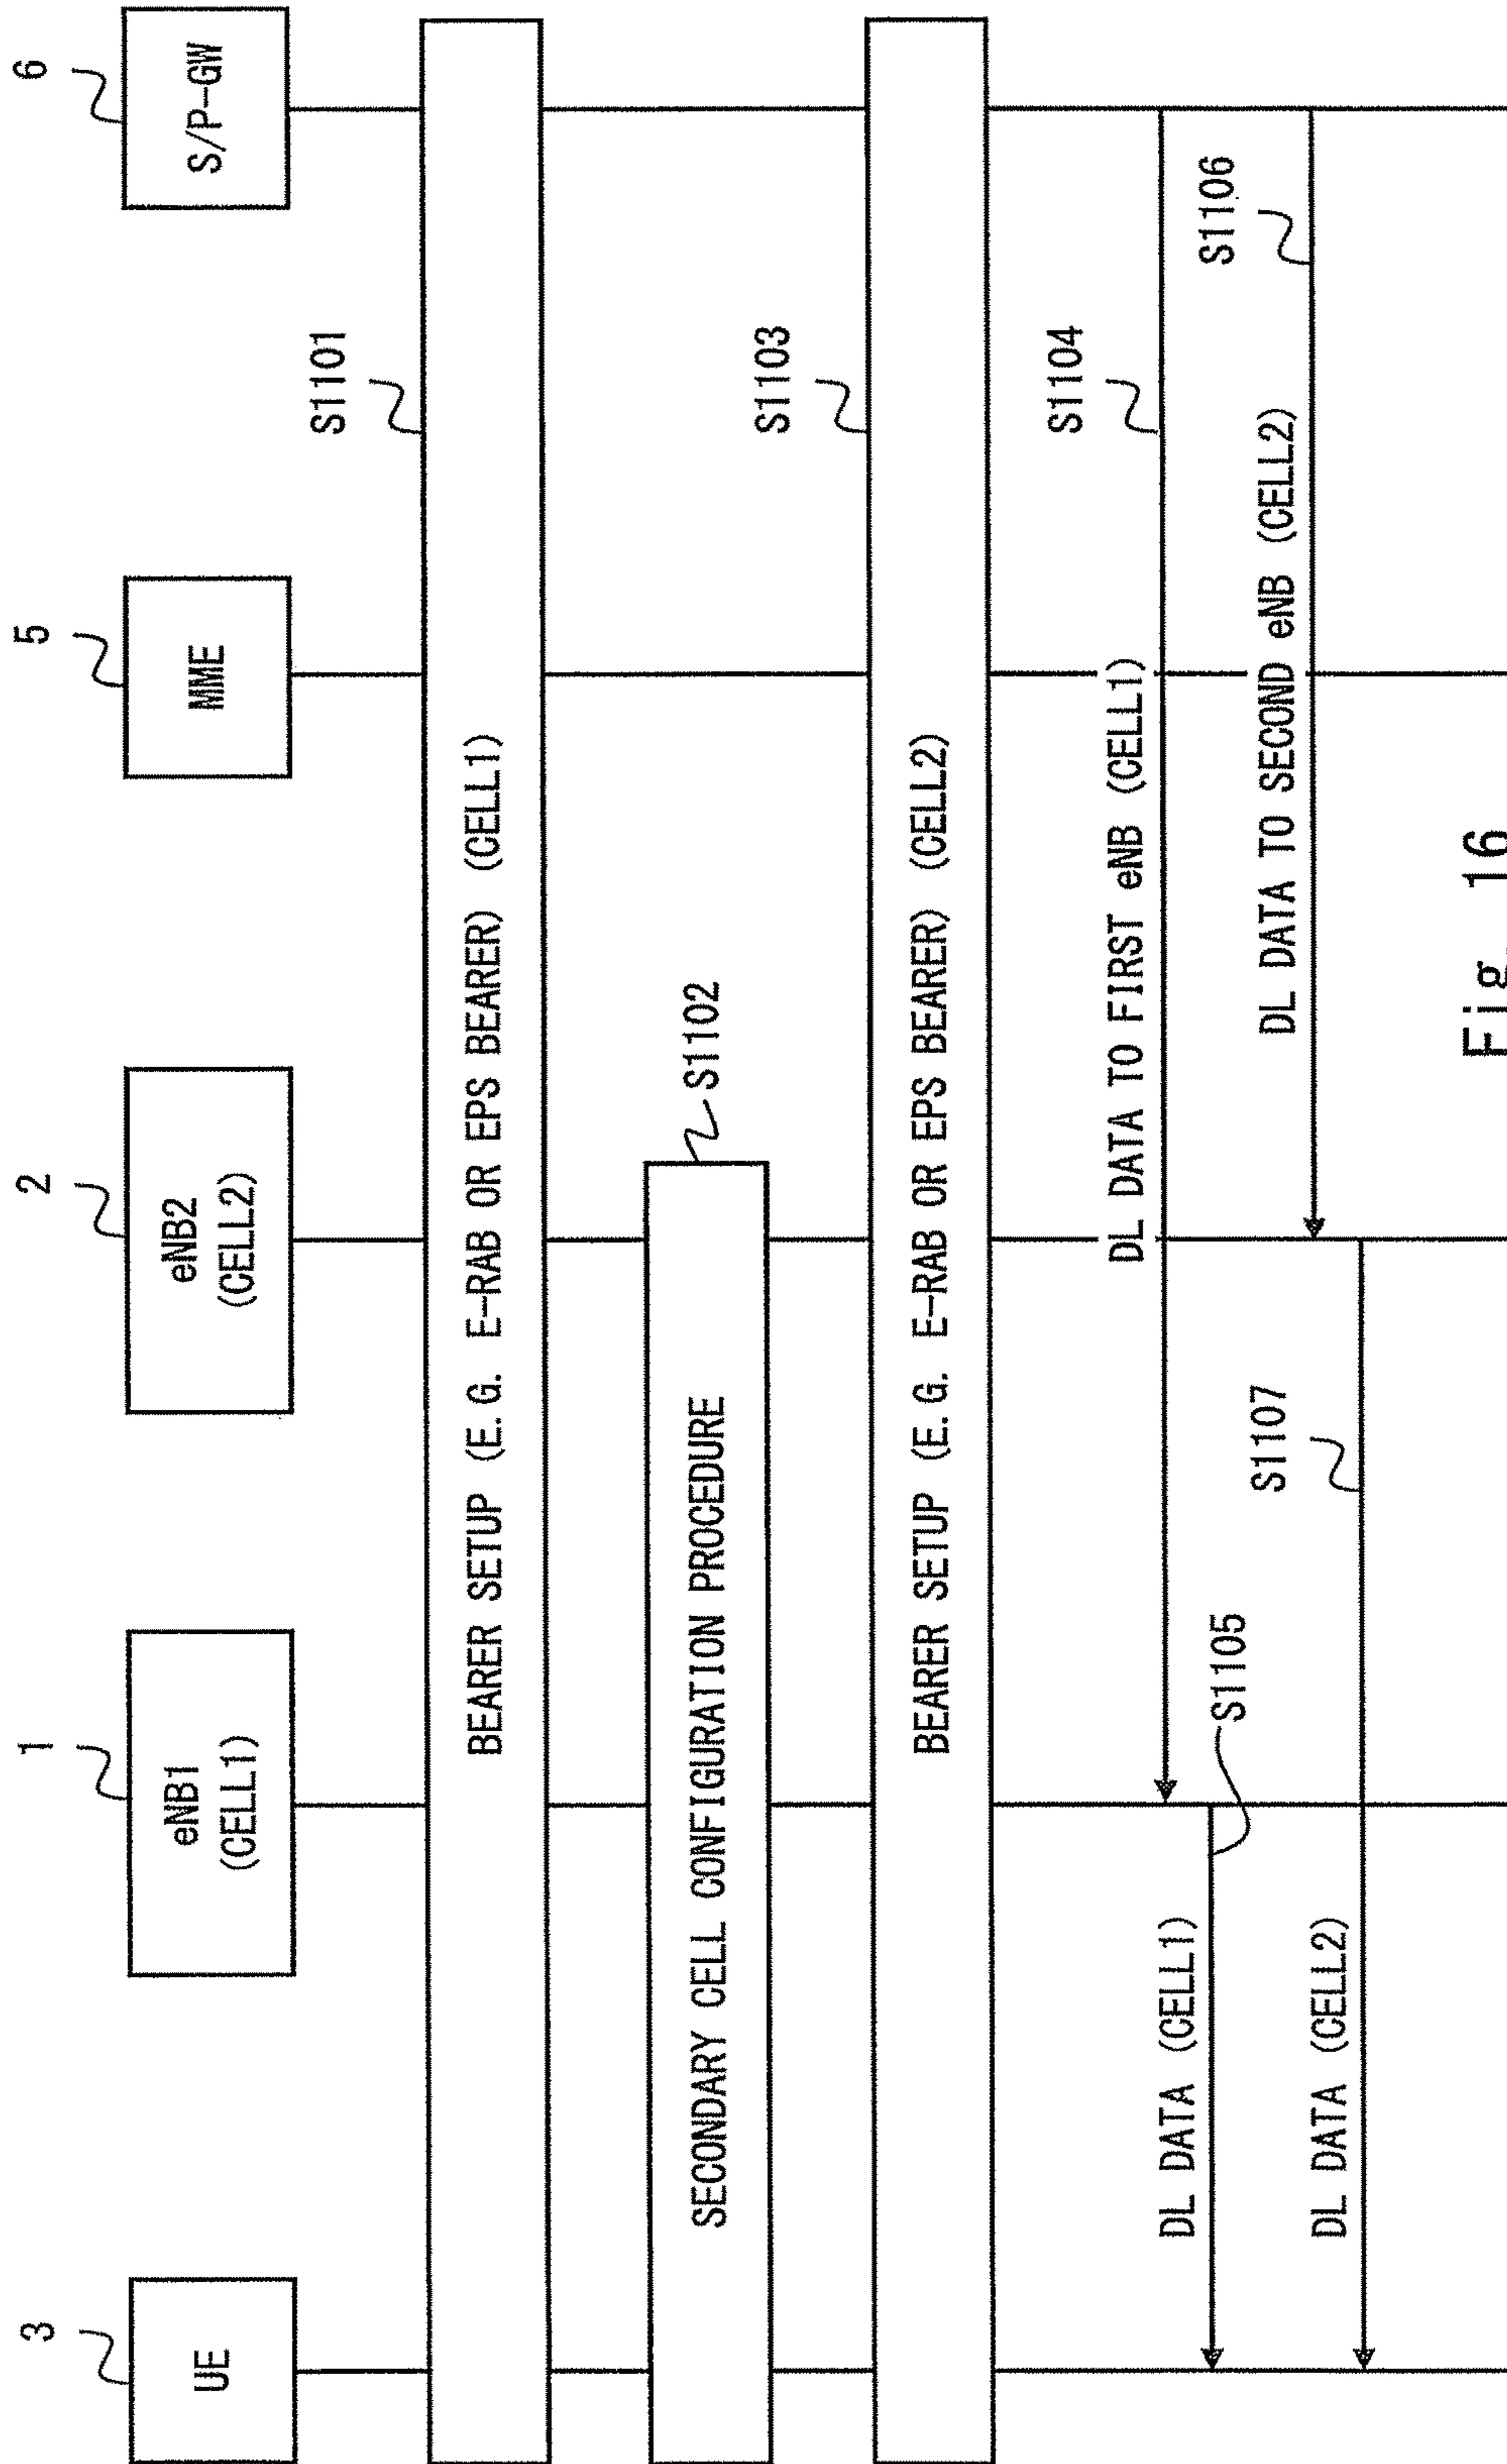 3
UE
1
eNB1
(CELL1)
2
eNB2
(CELL2)
5
MME
6
S/P-GW
S1101
BEARER SETUP (E.G. E-RAB OR EPS BEARER) (CELL1)
S1102
SECONDARY CELL CONFIGURATION PROCEDURE
S1103
BEARER SETUP (E.G. E-RAB OR EPS BEARER) (CELL2)
S1104
DL DATA TO FIRST eNB (CELL1)
DL DATA (CELL1)
S1105
S1106
DL DATA TO SECOND eNB (CELL2)
S1107
DL DATA (CELL2)
Fig. 16